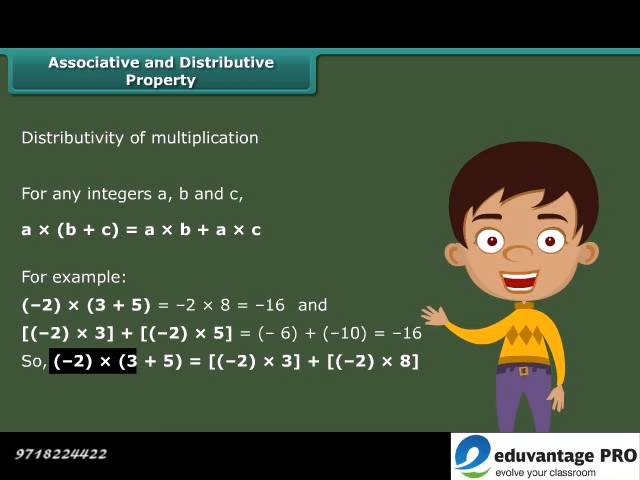 Associative and Distributive
Property
Distributivity of multiplication
For any integers a, b and c,
a × (b + c) = a × b + a × c
For example:
(–2) × (3 + 5) = –2 × 8 = –16 and
[(–2) × 3] + [(–2) × 5] = (– 6) + (–10) = –16
So, (–2) × (3 + 5) = [(–2) × 3] + [(–2) × 8]
9718224422
eduvantage PRO
evolve your classroom